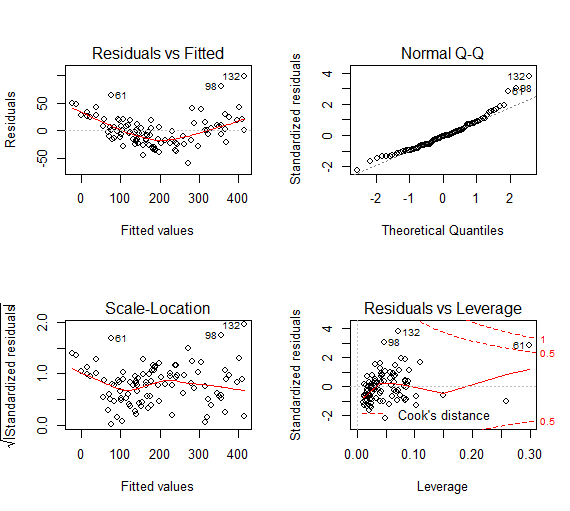 Residuals vs Fitted
Residuals
-50 0 50
132
98
61
0 100 200 300 400
Fitted values
Normal Q-Q
Standardized residuals
-2 0 2 4
132
98
61
-2 -1 0 1 2
Theoretical Quantiles
Scale-Location
√|Standardized residuals|
0.0 1.0 2.0
132
98
61
0 100 200 300 400
Fitted values
Residuals vs Leverage
Standardized residuals
-2 0 2 4
132
98
61
1
0.5
0.5
Cook's distance
0.00 0.10 0.20 0.30
Leverage